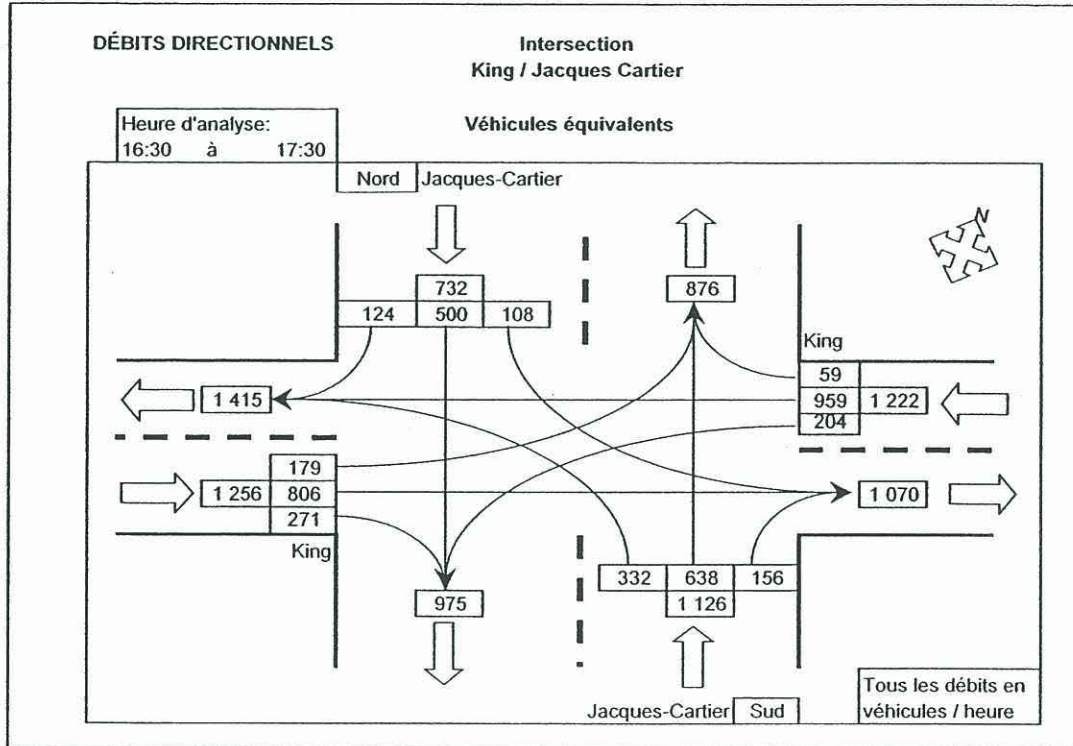 DÉBITS DIRECTIONNELS
Intersection
King / Jacques Cartier
Heure d'analyse:
16:30 à 17:30
Véhicules équivalents
Nord Jacques-Cartier
N
732
124 500 108
876
King
59
1 415
959 1 222
204
179
1 256 806
1 070
271
King
332 638 156
975
1 126
Jacques-Cartier Sud
Tous les débits en
véhicules / heure